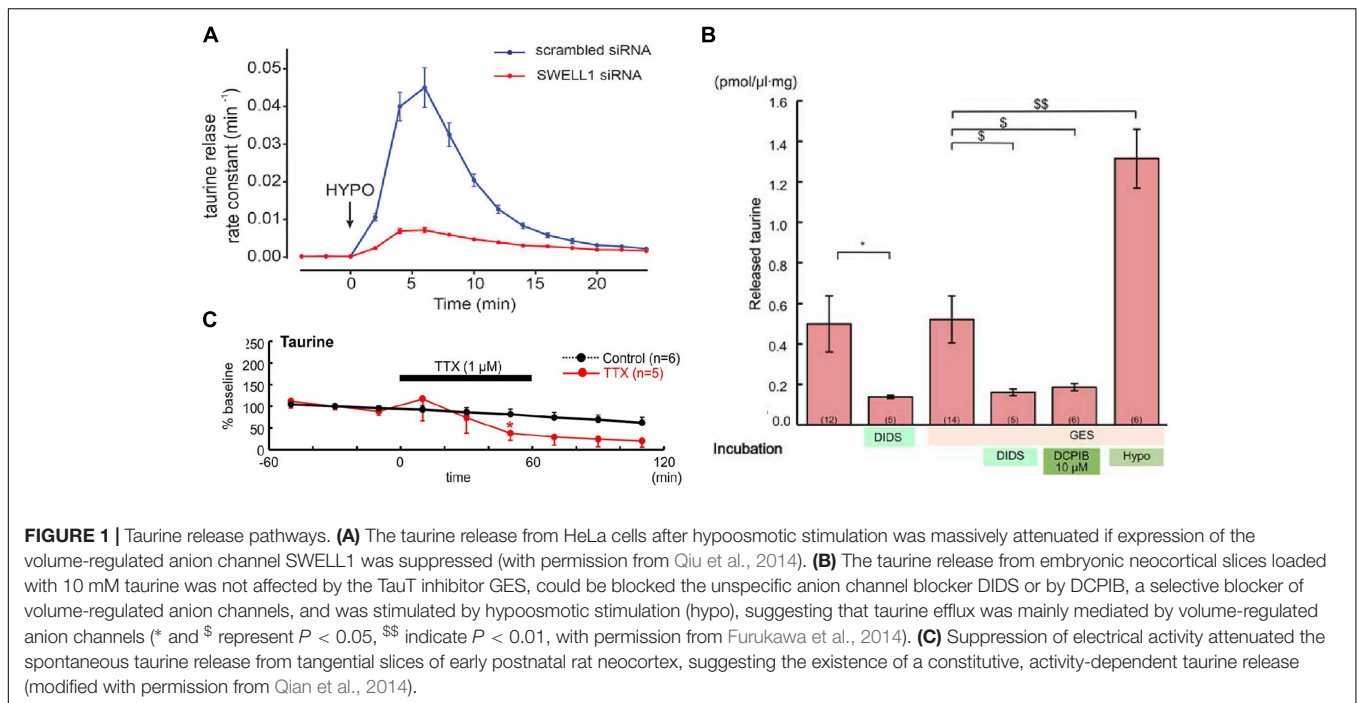 A
scrambled siRNA
SWELL1 siRNA
0.05
0.04
0.03
0.02
0.01
0.00
taurine relase
rate constant (min⁻¹)
HYPO
0 5 10 15 20
Time (min)
B
(pmol/µl·mg)
1.6
1.4
1.2
1.0
0.8
0.6
0.4
0.2
0.0
Released taurine
*
$
$
$$
(12) (5) (14) (5) (6) (6)
Incubation
DIDS
GES
DIDS
DCPIB
10 µM
Hypo
C
Taurine
250
200
150
100
50
0
% baseline
TTX (1 µM)
Control (n=6)
TTX (n=5)
*
-60 0 60 120
time (min)
FIGURE 1 | Taurine release pathways. (A) The taurine release from HeLa cells after hypoosmotic stimulation was massively attenuated if expression of the
volume-regulated anion channel SWELL1 was suppressed (with permission from Qiu et al., 2014). (B) The taurine release from embryonic neocortical slices loaded
with 10 mM taurine was not affected by the TauT inhibitor GES, could be blocked the unspecific anion channel blocker DIDS or by DCPIB, a selective blocker of
volume-regulated anion channels, and was stimulated by hypoosmotic stimulation (hypo), suggesting that taurine efflux was mainly mediated by volume-regulated
anion channels (* and $ represent P < 0.05, $$ indicate P < 0.01, with permission from Furukawa et al., 2014). (C) Suppression of electrical activity attenuated the
spontaneous taurine release from tangential slices of early postnatal rat neocortex, suggesting the existence of a constitutive, activity-dependent taurine release
(modified with permission from Qian et al., 2014).